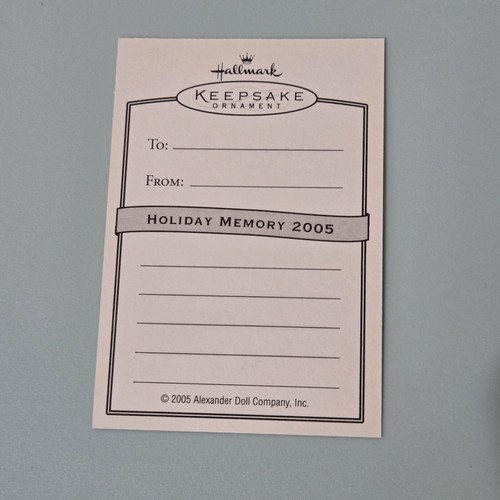 Hallmark
KEEPSAKE
ORNAMENT
To:
From:
Holiday Memory 2005
© 2005 Alexander Doll Company, Inc.